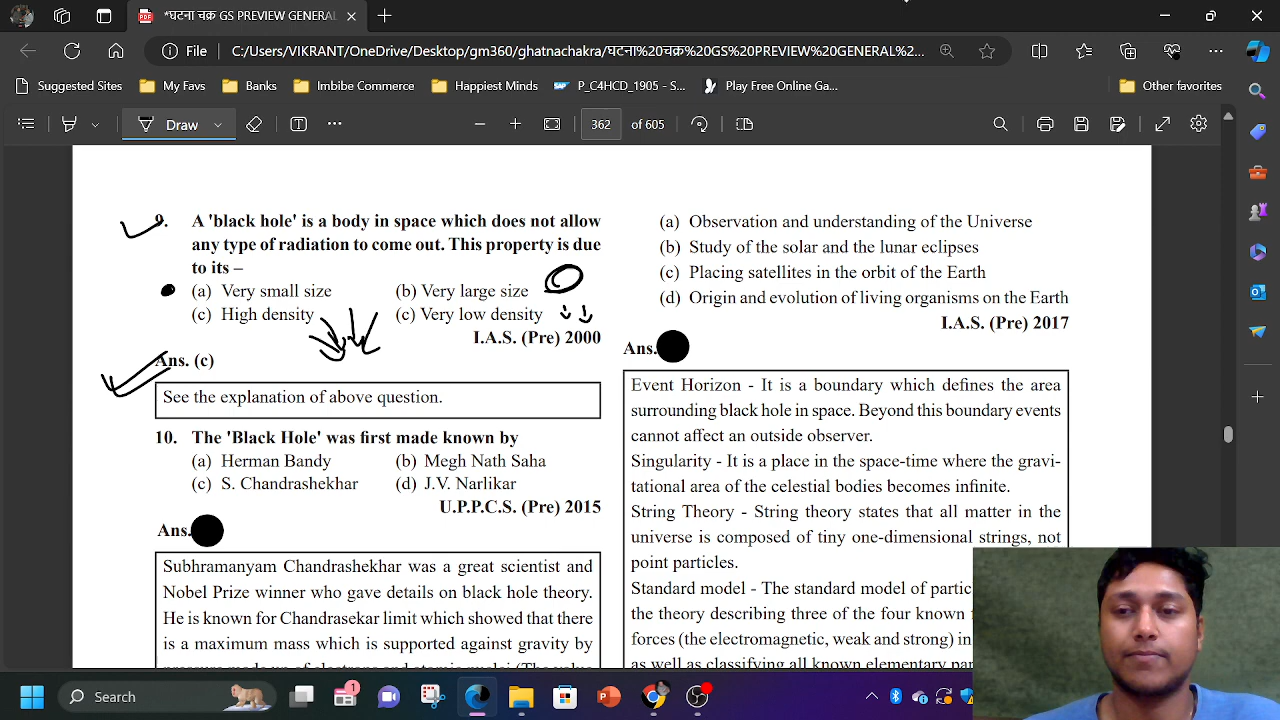 *घटना चक्र GS PREVIEW GENERAL
File
C:/Users/VIKRANT/OneDrive/Desktop/gm360/ghatnachakra/घटना%20चक्र%20GS%20PREVIEW%20GENERAL%2...
Suggested Sites
My Favs
Banks
Imbibe Commerce
Happiest Minds
P_C4HCD_1905 - S...
Play Free Online Ga...
Other favorites
Draw
362 of 605
9. A 'black hole' is a body in space which does not allow
any type of radiation to come out. This property is due
to its –
(a) Very small size (b) Very large size
(c) High density (c) Very low density
I.A.S. (Pre) 2000
Ans. (c)
See the explanation of above question.
10. The 'Black Hole' was first made known by
(a) Herman Bandy (b) Megh Nath Saha
(c) S. Chandrashekhar (d) J.V. Narlikar
U.P.P.C.S. (Pre) 2015
Ans.
Subhramanyam Chandrashekhar was a great scientist and
Nobel Prize winner who gave details on black hole theory.
He is known for Chandrasekar limit which showed that there
is a maximum mass which is supported against gravity by
(a) Observation and understanding of the Universe
(b) Study of the solar and the lunar eclipses
(c) Placing satellites in the orbit of the Earth
(d) Origin and evolution of living organisms on the Earth
I.A.S. (Pre) 2017
Ans.
Event Horizon - It is a boundary which defines the area
surrounding black hole in space. Beyond this boundary events
cannot affect an outside observer.
Singularity - It is a place in the space-time where the gravi-
tational area of the celestial bodies becomes infinite.
String Theory - String theory states that all matter in the
universe is composed of tiny one-dimensional strings, not
point particles.
Standard model - The standard model of partic
the theory describing three of the four known
forces (the electromagnetic, weak and strong) in
as well as classifying all known elementary par
Search
1